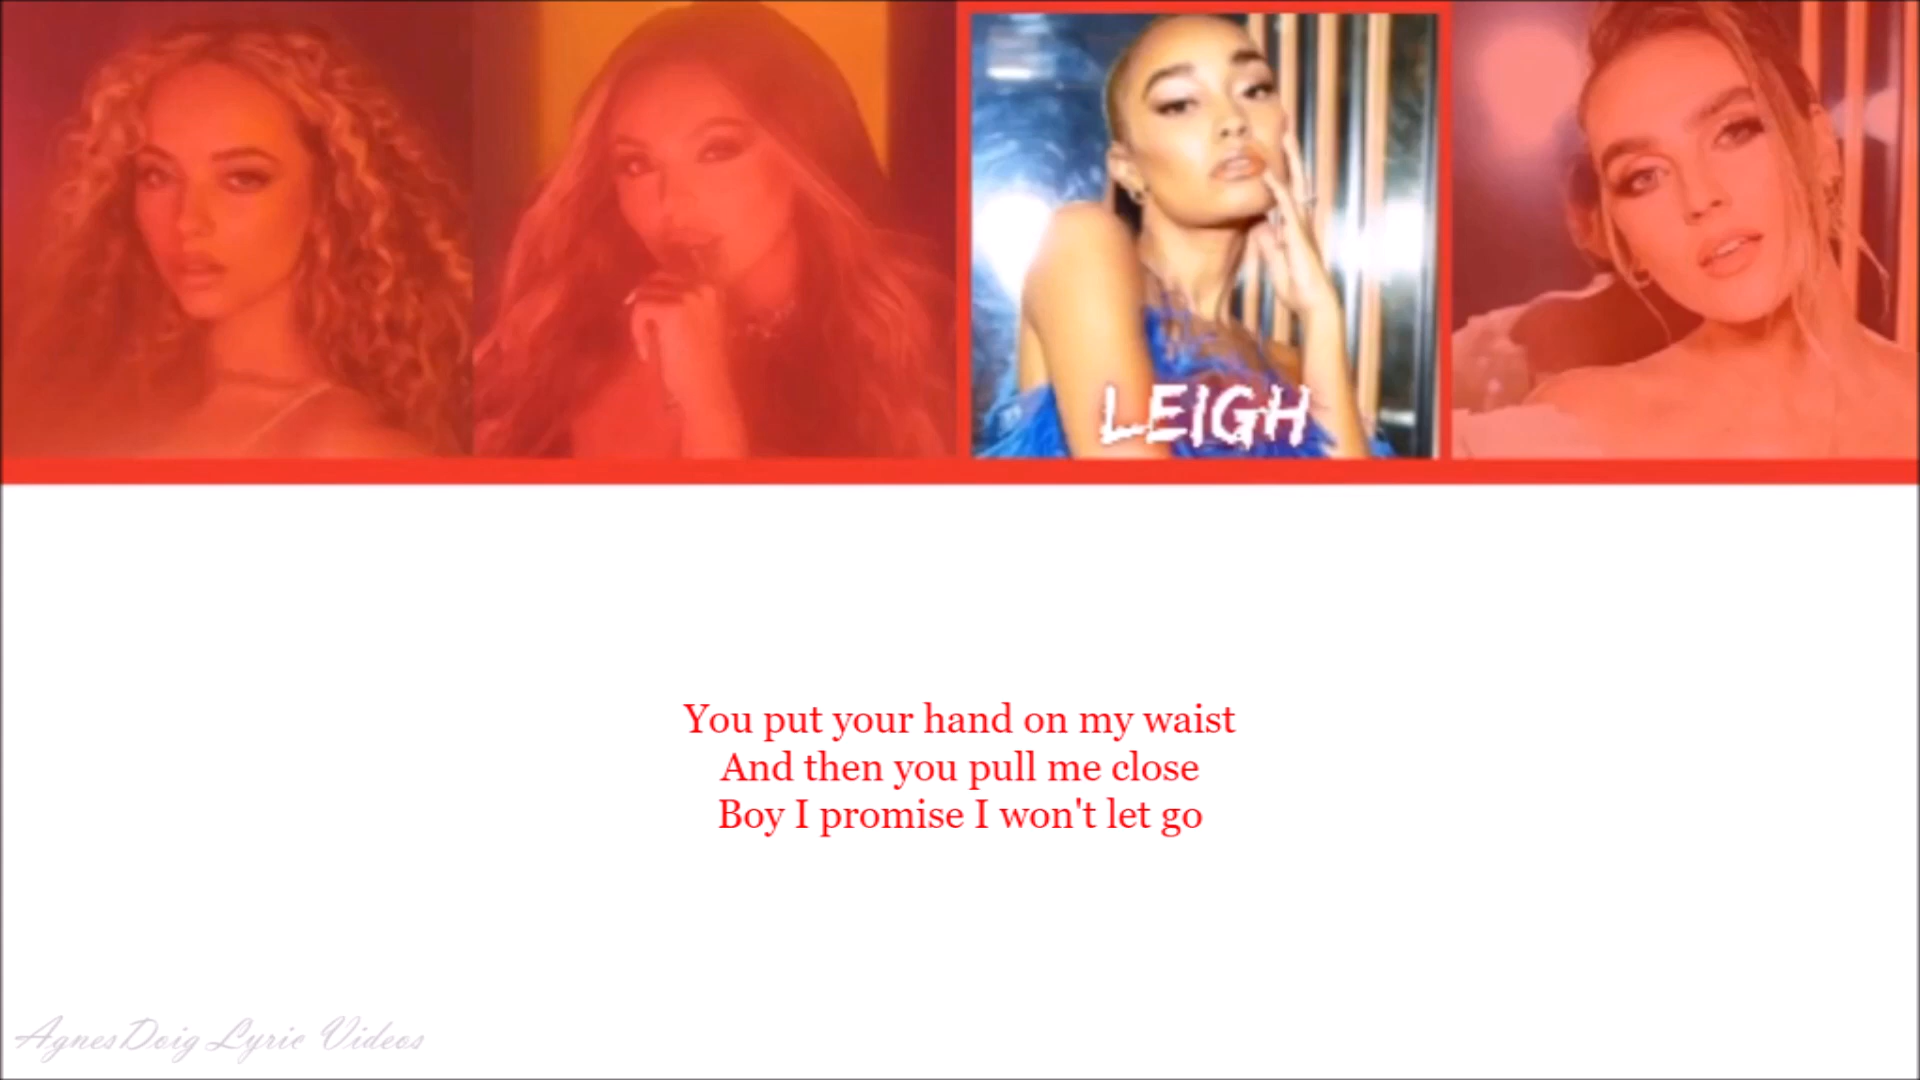 LEIGH
You put your hand on my waist
And then you pull me close
Boy I promise I won't let go
AgnesDoig Lyric Videos